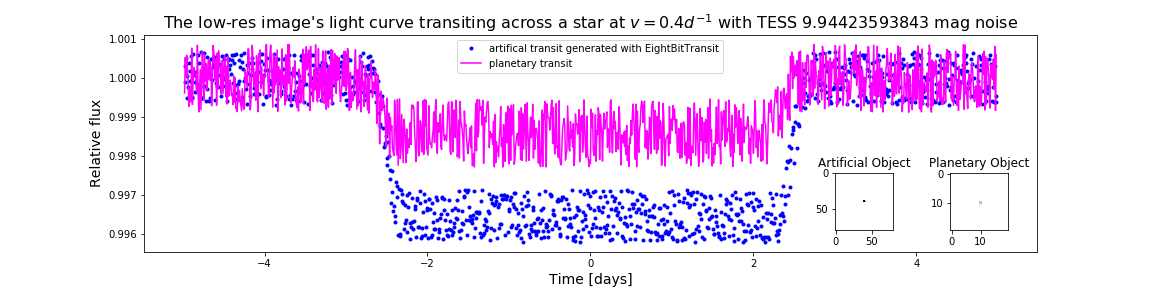 The low-res image's light curve transiting across a star at v = 0.4d⁻¹ with TESS 9.94423593843 mag noise
artifical transit generated with EightBitTransit
planetary transit
Relative flux
1.001
1.000
0.999
0.998
0.997
0.996
Artificial Object
Planetary Object
0
50
0
50
0
10
0
10
−4
−2
0
2
4
Time [days]